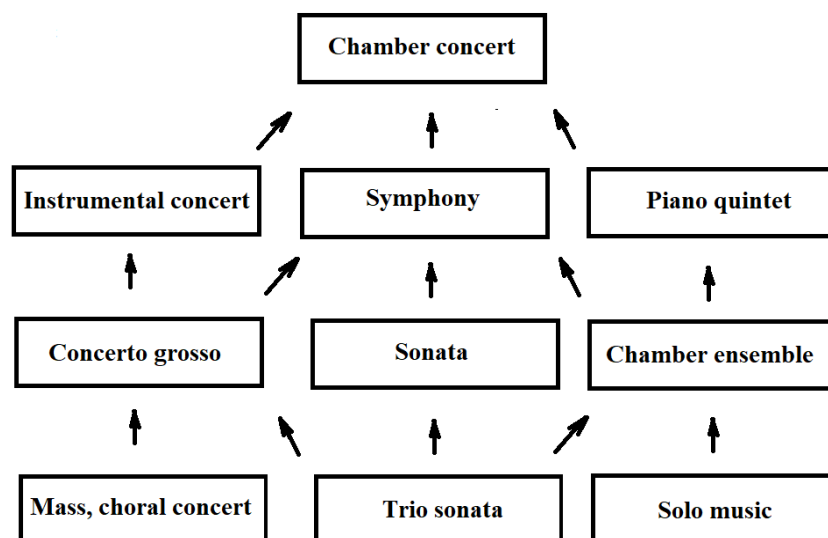 Chamber concert
Instrumental concert
Symphony
Piano quintet
Concerto grosso
Sonata
Chamber ensemble
Mass, choral concert
Trio sonata
Solo music